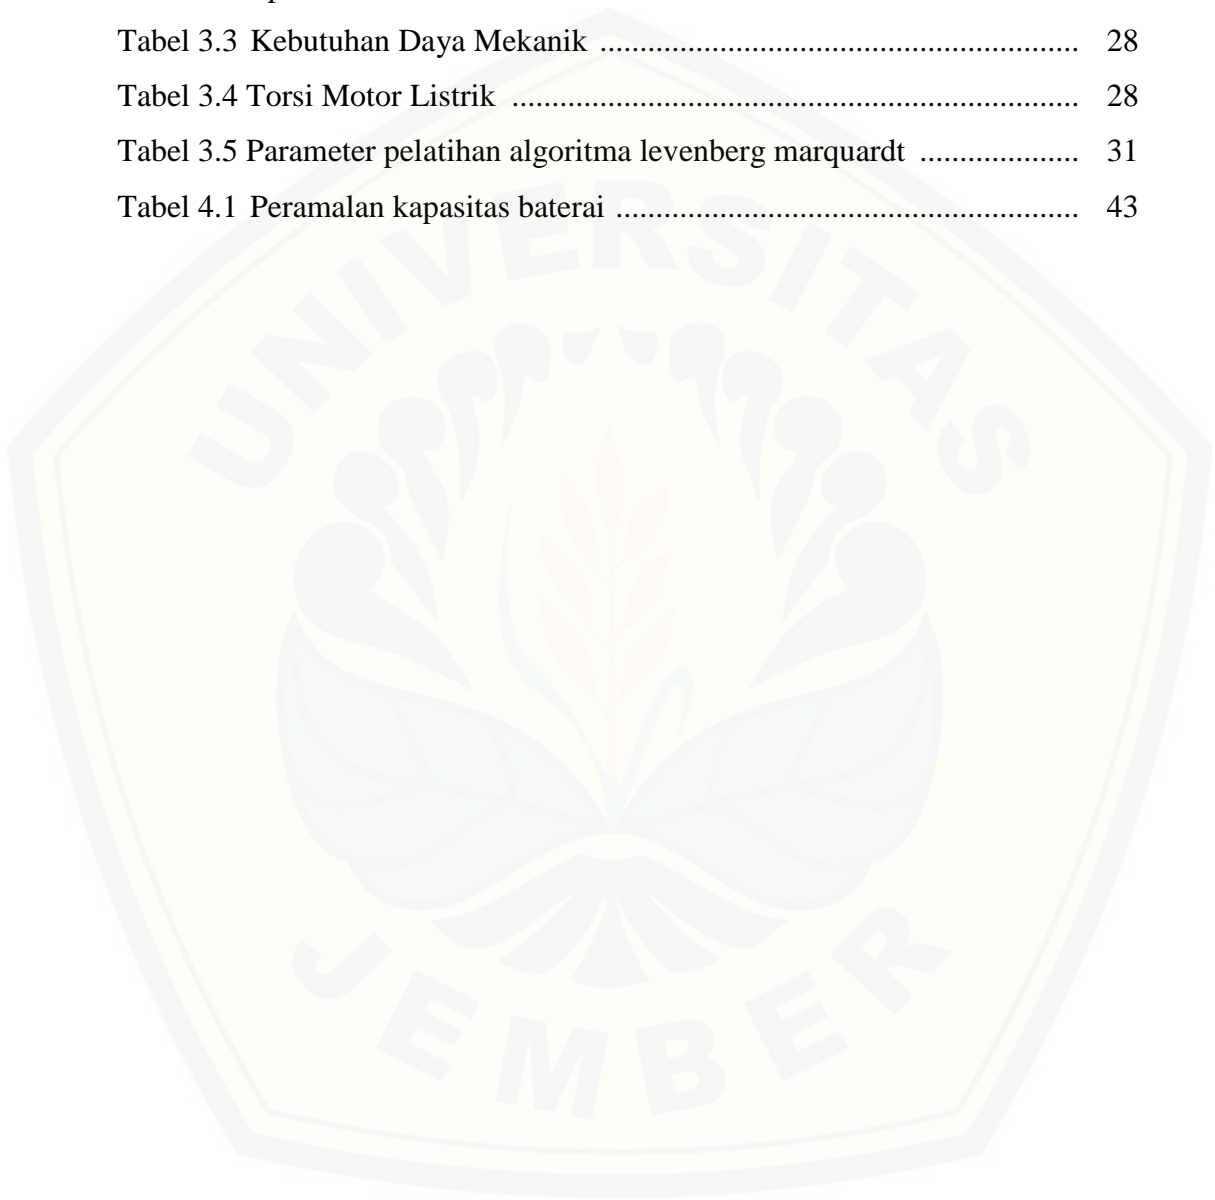 Tabel 3.3 Kebutuhan Daya Mekanik ............................................................ 28
Tabel 3.4 Torsi Motor Listrik ....................................................................... 28
Tabel 3.5 Parameter pelatihan algoritma levenberg marquardt .................... 31
Tabel 4.1 Peramalan kapasitas baterai .......................................................... 43
UNIVERSITAS
JEMBER